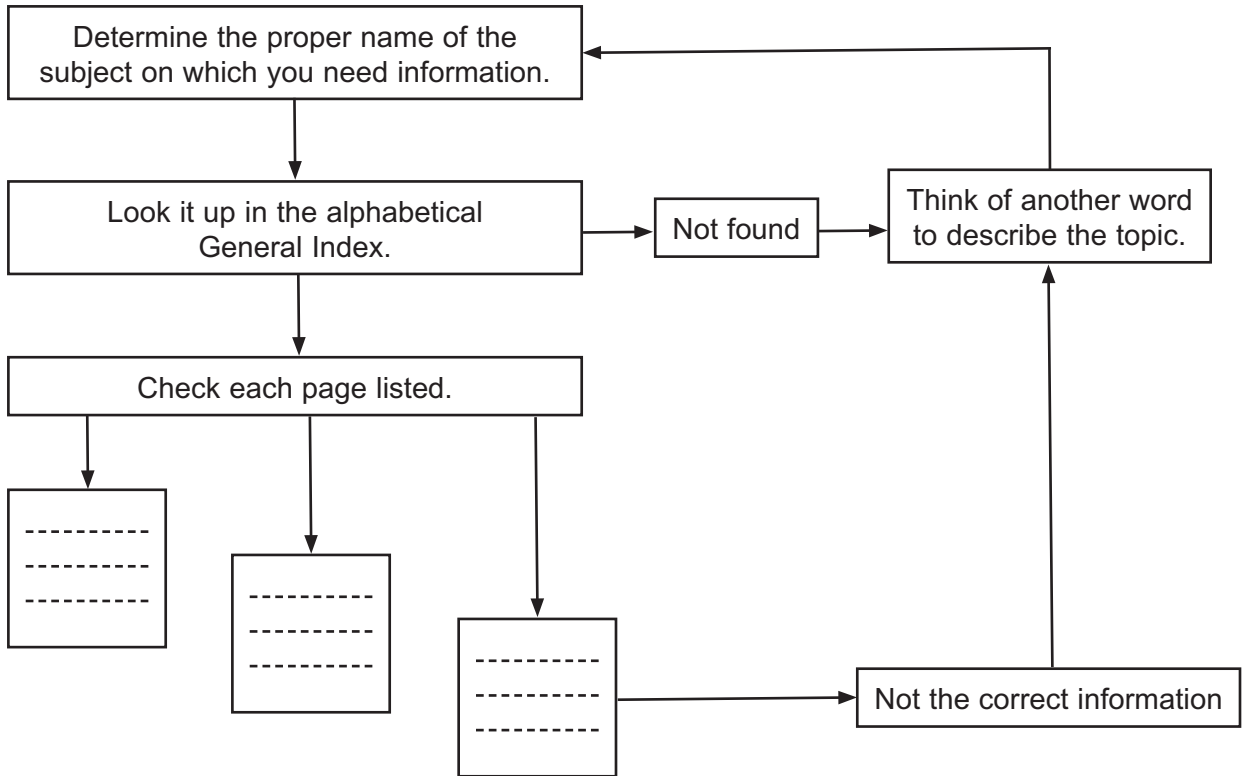 Determine the proper name of the
subject on which you need information.
Look it up in the alphabetical
General Index.
Not found
Think of another word
to describe the topic.
Check each page listed.
Not the correct information